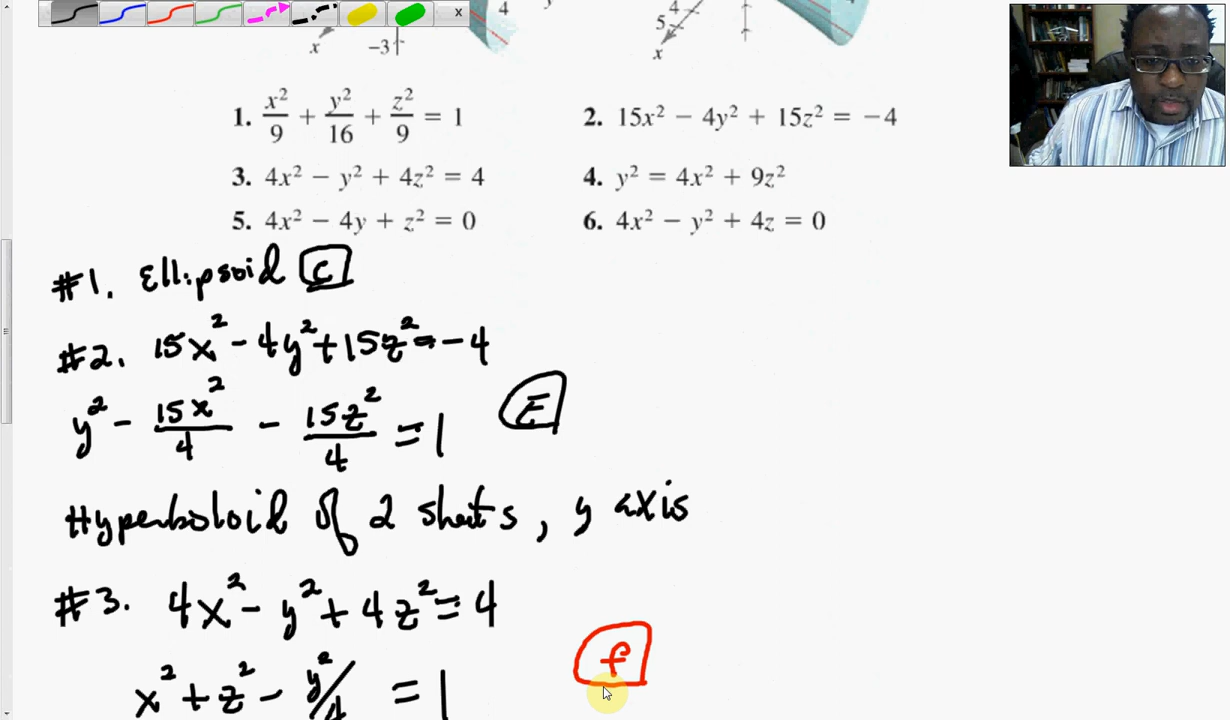 4
x
−3
4
5
x
x
1. x²/9 + y²/16 + z²/9 = 1
2. 15x² − 4y² + 15z² = −4
3. 4x² − y² + 4z² = 4
4. y² = 4x² + 9z²
5. 4x² − 4y + z² = 0
6. 4x² − y² + 4z = 0
#1. Ellipsoid C
#2. 15x² - 4y² + 15z² = -4
y² - 15x²/4 - 15z²/4 = 1 E
Hyperboloid of 2 sheets, y axis
#3. 4x² - y² + 4z² = 4
x² + z² - y²/4 = 1 f